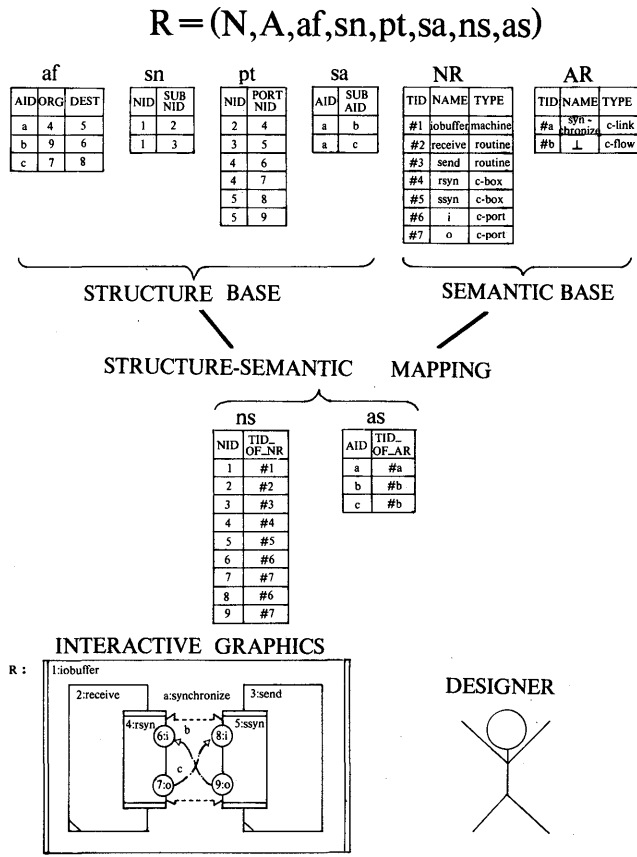 R = (N,A,af,sn,pt,sa,ns,as)
af sn pt sa NR AR
AID ORG DEST
a 4 5
b 9 6
c 7 8
NID SUB NID
1 2
1 3
NID PORT NID
2 4
3 5
4 6
4 7
5 8
5 9
AID SUB AID
a b
a c
TID NAME TYPE
#1 iobuffer machine
#2 receive routine
#3 send routine
#4 rsyn c-box
#5 ssyn c-box
#6 i c-port
#7 o c-port
TID NAME TYPE
#a syn-chronize c-link
#b ⊥ c-flow
STRUCTURE BASE
SEMANTIC BASE
STRUCTURE-SEMANTIC MAPPING
ns as
NID TID_OF_NR
1 #1
2 #2
3 #3
4 #4
5 #5
6 #6
7 #7
8 #6
9 #7
AID TID_OF_AR
a #a
b #b
c #b
INTERACTIVE GRAPHICS
R :
1:iobuffer
2:receive a:synchronize 3:send
4:rsyn b 5:ssyn
6:i 8:i
c
7:o 9:o
DESIGNER